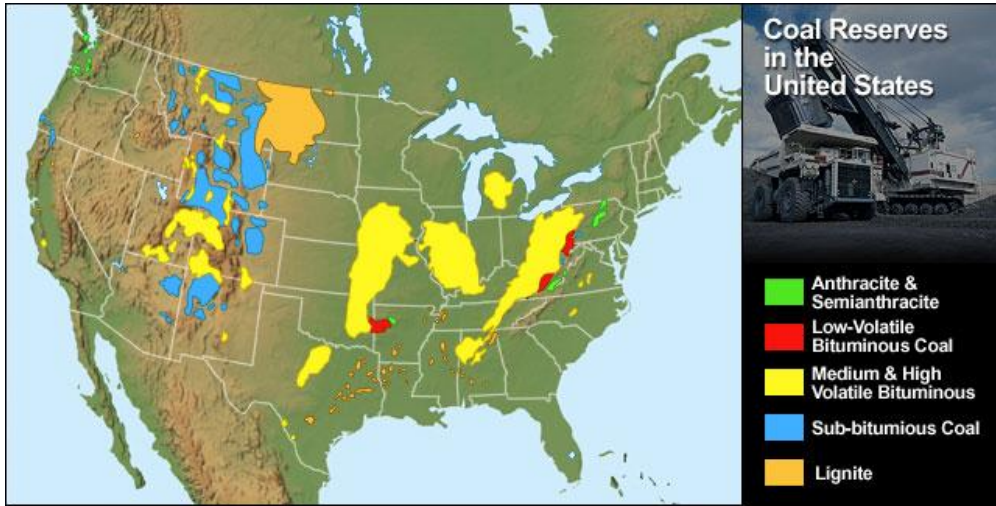 Coal Reserves
in the
United States
Anthracite &
Semianthracite
Low-Volatile
Bituminous Coal
Medium & High
Volatile Bituminous
Sub-bitumious Coal
Lignite